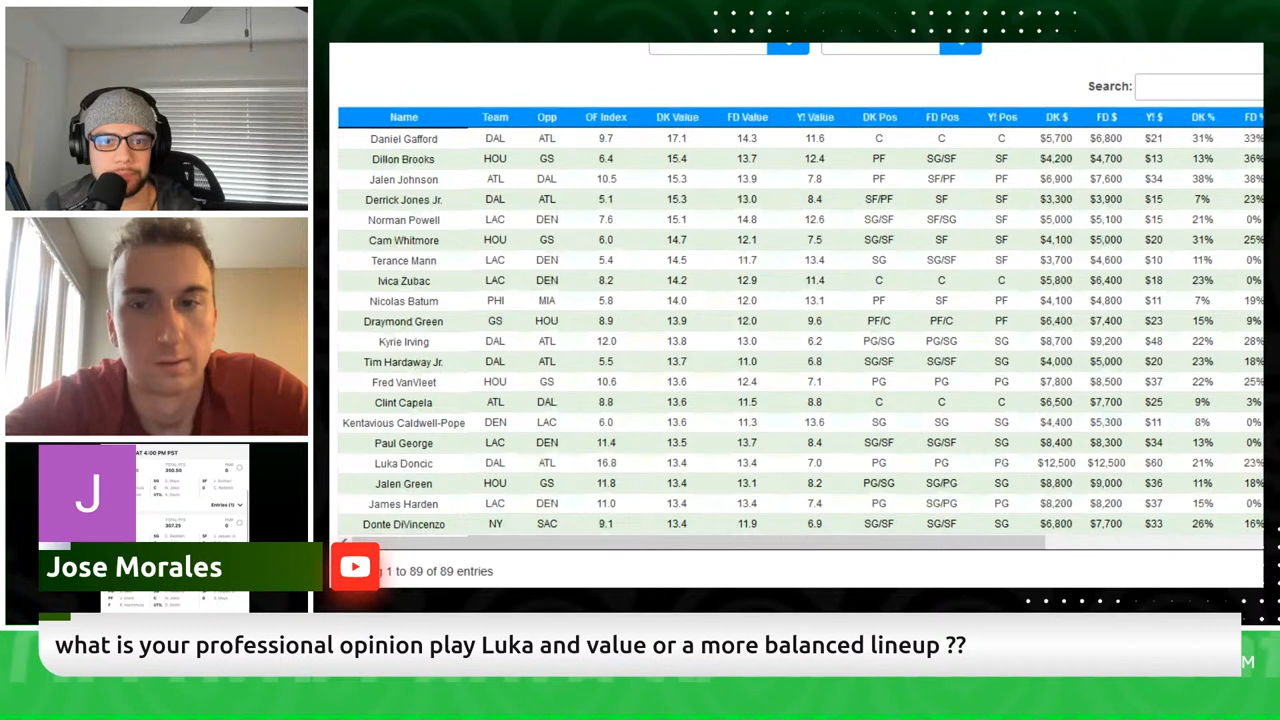 Search:
Name Team Opp OF Index DK Value FD Value Y! Value DK Pos FD Pos Y! Pos DK $ FD $ Y! $ DK % FD %
Daniel Gafford DAL ATL 9.7 17.1 14.3 11.6 C C C $5,700 $6,800 $21 31% 33%
Dillon Brooks HOU GS 6.4 15.4 13.7 12.4 PF SG/SF SF $4,200 $4,700 $13 13% 36%
Jalen Johnson ATL DAL 10.5 15.3 13.9 7.8 PF SF/PF PF $6,900 $7,600 $34 38% 38%
Derrick Jones Jr. DAL ATL 5.1 15.3 13.0 8.4 SF/PF SF SF $3,300 $3,900 $15 7% 23%
Norman Powell LAC DEN 7.6 15.1 14.8 12.6 SG/SF SF/SG SF $5,000 $5,100 $15 21% 0%
Cam Whitmore HOU GS 6.0 14.7 12.1 7.5 SG/SF SF SF $4,100 $5,000 $20 31% 25%
Terance Mann LAC DEN 5.4 14.5 11.7 13.4 SG SG/SF SF $3,700 $4,600 $10 11% 0%
Ivica Zubac LAC DEN 8.2 14.2 12.9 11.4 C C C $5,800 $6,400 $18 23% 0%
Nicolas Batum PHI MIA 5.8 14.0 12.0 13.1 PF SF PF $4,100 $4,800 $11 7% 19%
Draymond Green GS HOU 8.9 13.9 12.0 9.6 PF/C PF/C PF $6,400 $7,400 $23 15% 9%
Kyrie Irving DAL ATL 12.0 13.8 13.0 6.2 PG/SG PG/SG SG $8,700 $9,200 $48 22% 28%
Tim Hardaway Jr. DAL ATL 5.5 13.7 11.0 6.8 SG/SF SG/SF SG $4,000 $5,000 $20 23% 18%
Fred VanVleet HOU GS 10.6 13.6 12.4 7.1 PG PG PG $7,800 $8,500 $37 22% 25%
Clint Capela ATL DAL 8.8 13.6 11.5 8.8 C C C $6,500 $7,700 $25 9% 3%
Kentavious Caldwell-Pope DEN LAC 6.0 13.6 11.3 13.6 SG SG SG $4,400 $5,300 $11 8% 0%
Paul George LAC DEN 11.4 13.5 13.7 8.4 SG/SF SG/SF SF $8,400 $8,300 $34 13% 0%
Luka Doncic DAL ATL 16.8 13.4 13.4 7.0 PG PG PG $12,500 $12,500 $60 21% 23%
Jalen Green HOU GS 11.8 13.4 13.1 8.2 PG/SG SG/PG SG $8,800 $9,000 $36 11% 18%
James Harden LAC DEN 11.0 13.4 13.4 7.4 PG PG SG $8,200 $8,200 $37 15% 0%
Donte DiVincenzo NY SAC 9.1 13.4 11.9 6.9 SG/SF SG/SF SG $6,800 $7,700 $33 26% 16%
1 to 89 of 89 entries
AT 4:00 PM PST
350.50
Entries (1)
307.25
J
Jose Morales
what is your professional opinion play Luka and value or a more balanced lineup ??